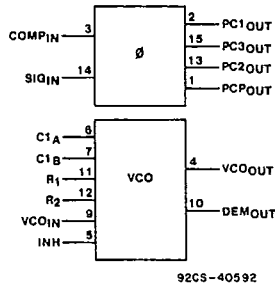 COMPIN 3 Ø 2 PC1OUT
15 PC3OUT
SIGIN 14 13 PC2OUT
1 PCPOUT
C1A 6
C1B 7 VCO 4 VCOOUT
R1 11
R2 12 10 DEMOUT
VCOIN 9
INH 5
92CS-40592